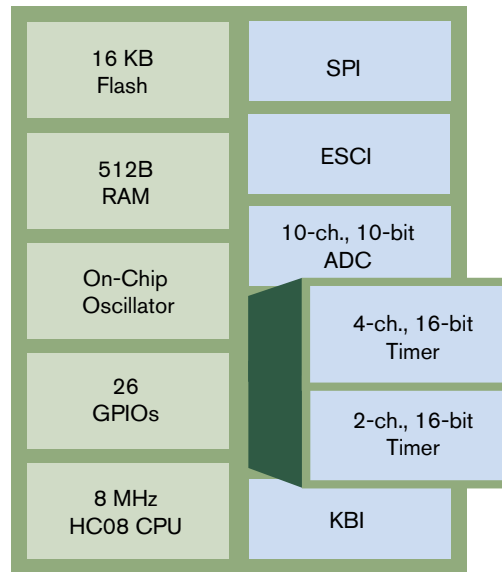 16 KB
Flash
512B
RAM
On-Chip
Oscillator
26
GPIOs
8 MHz
HC08 CPU
SPI
ESCI
10-ch., 10-bit
ADC
4-ch., 16-bit
Timer
2-ch., 16-bit
Timer
KBI